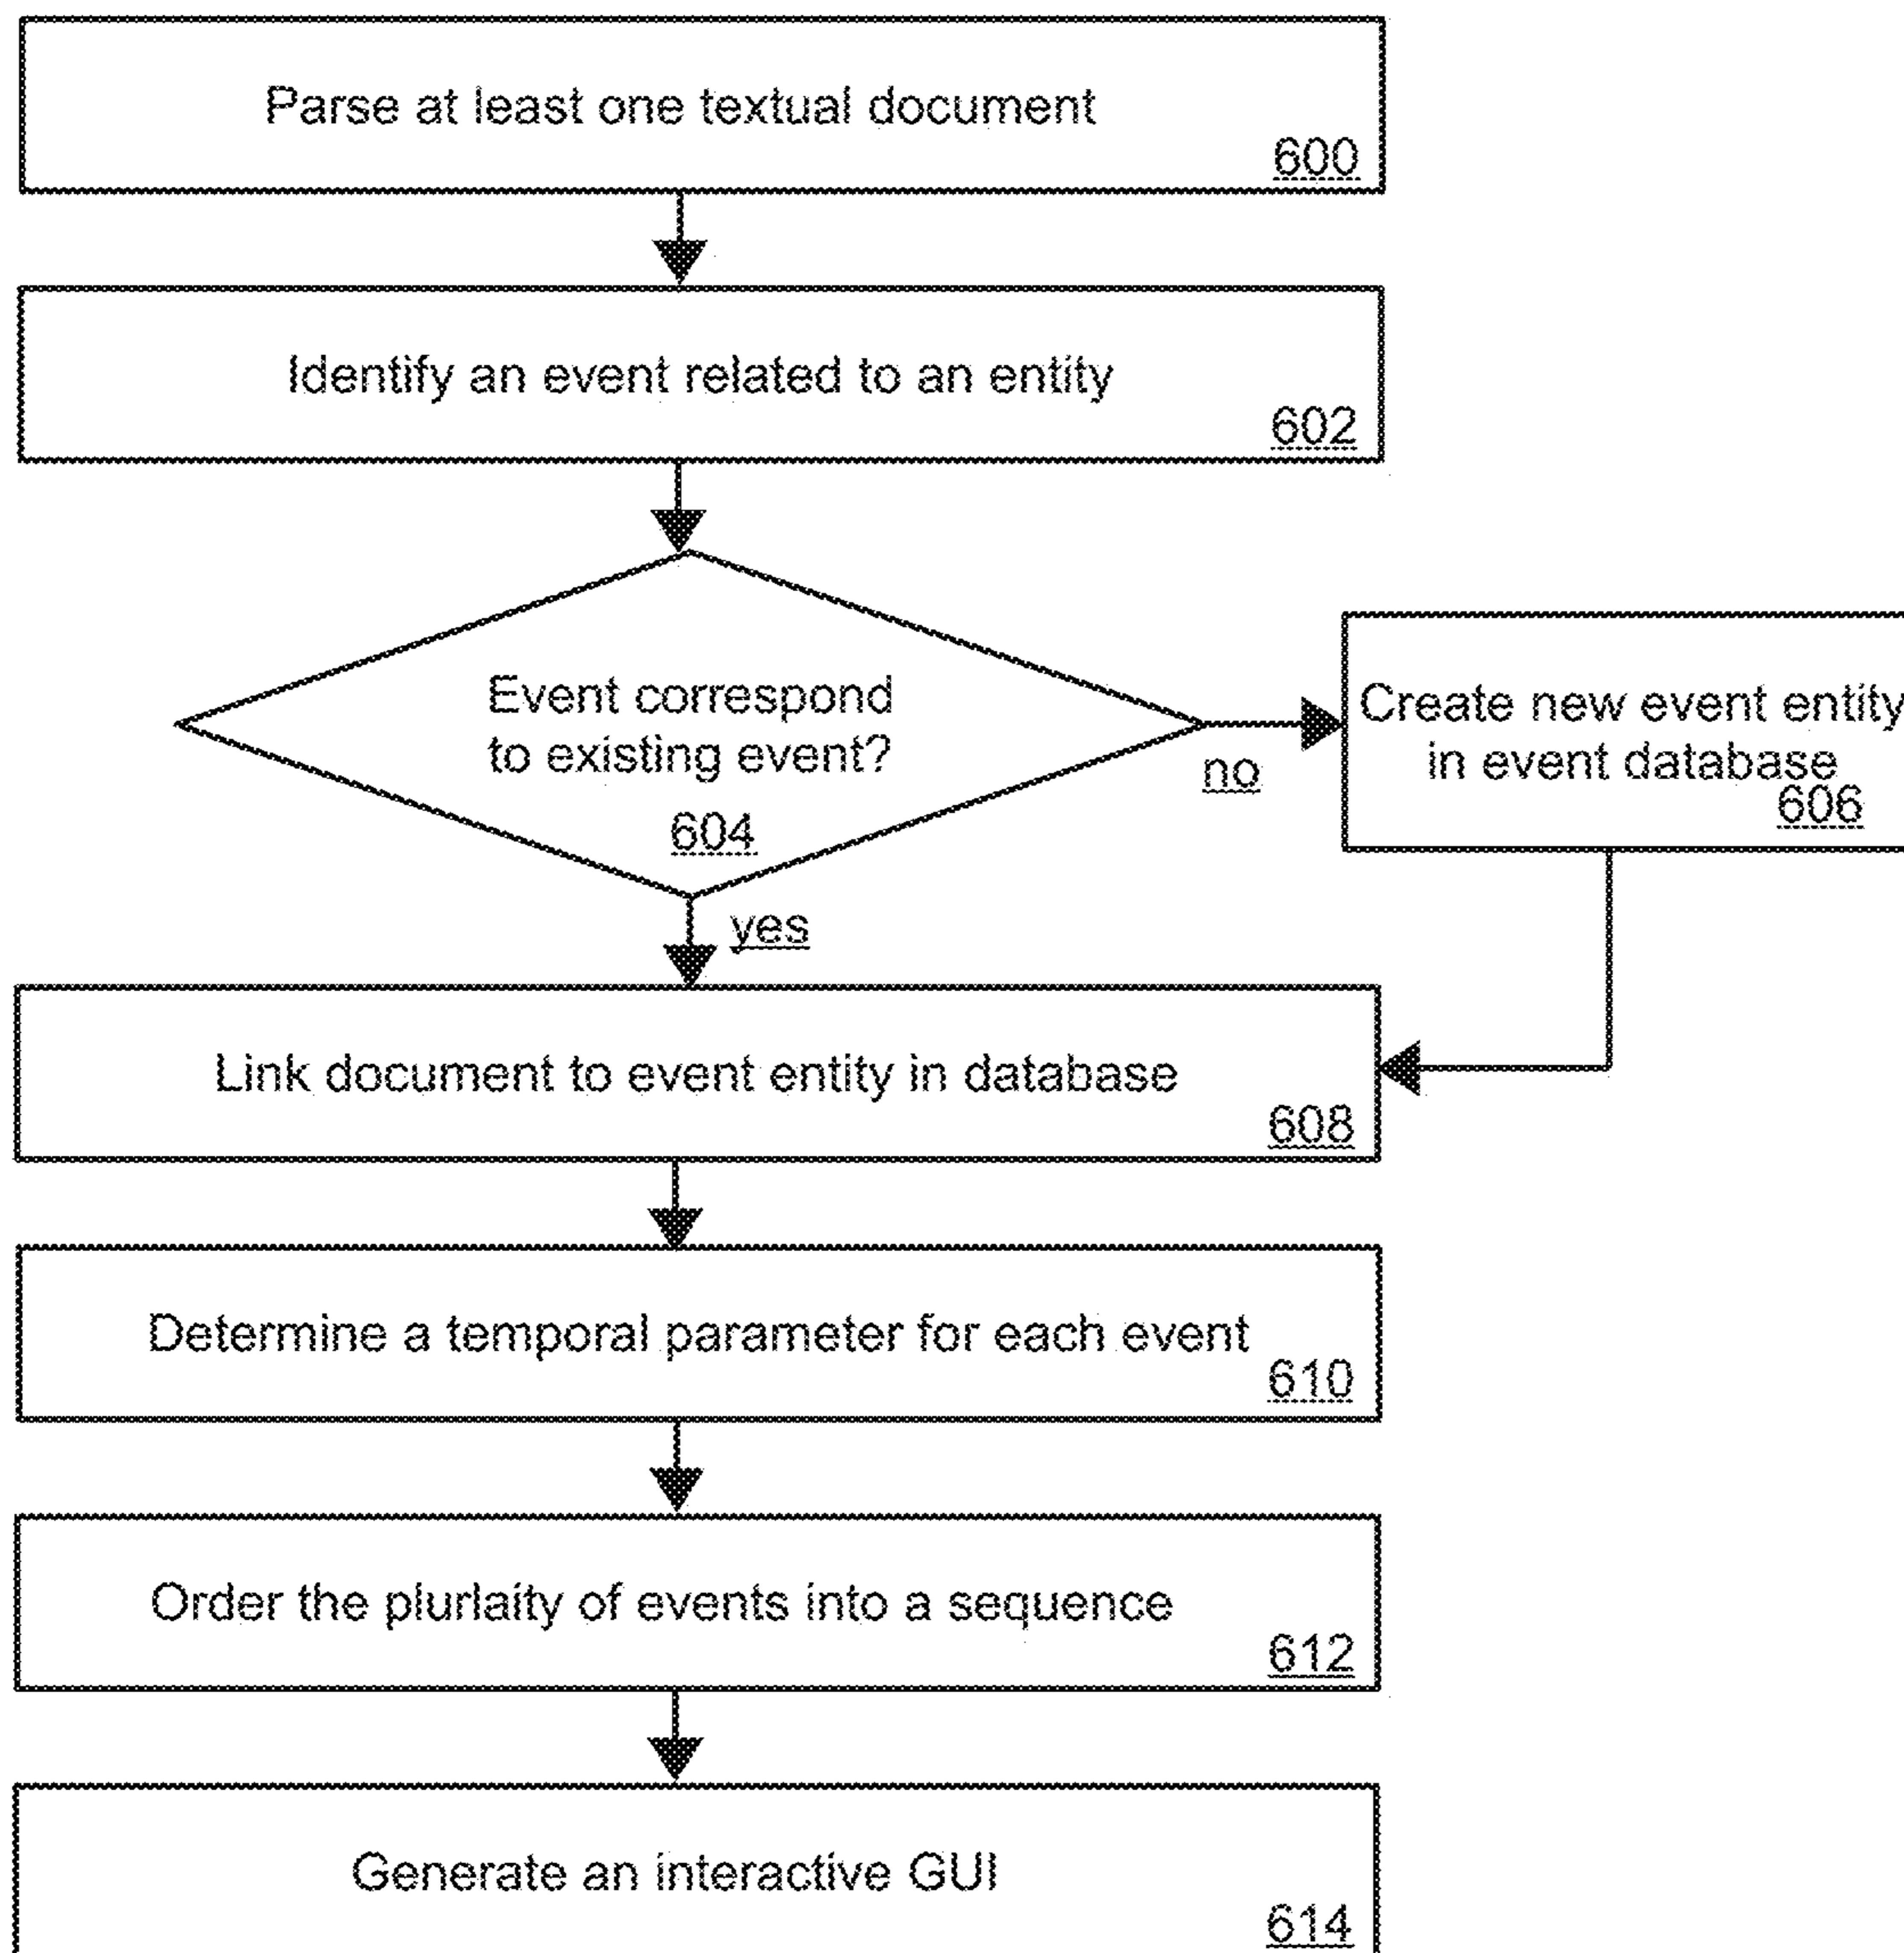 Parse at least one textual document
600
Identify an event related to an entity
602
Event correspond
to existing event?
604
no
Create new event entity
in event database
606
yes
Link document to event entity in database
608
Determine a temporal parameter for each event
610
Order the plurlaity of events into a sequence
612
Generate an interactive GUI
614